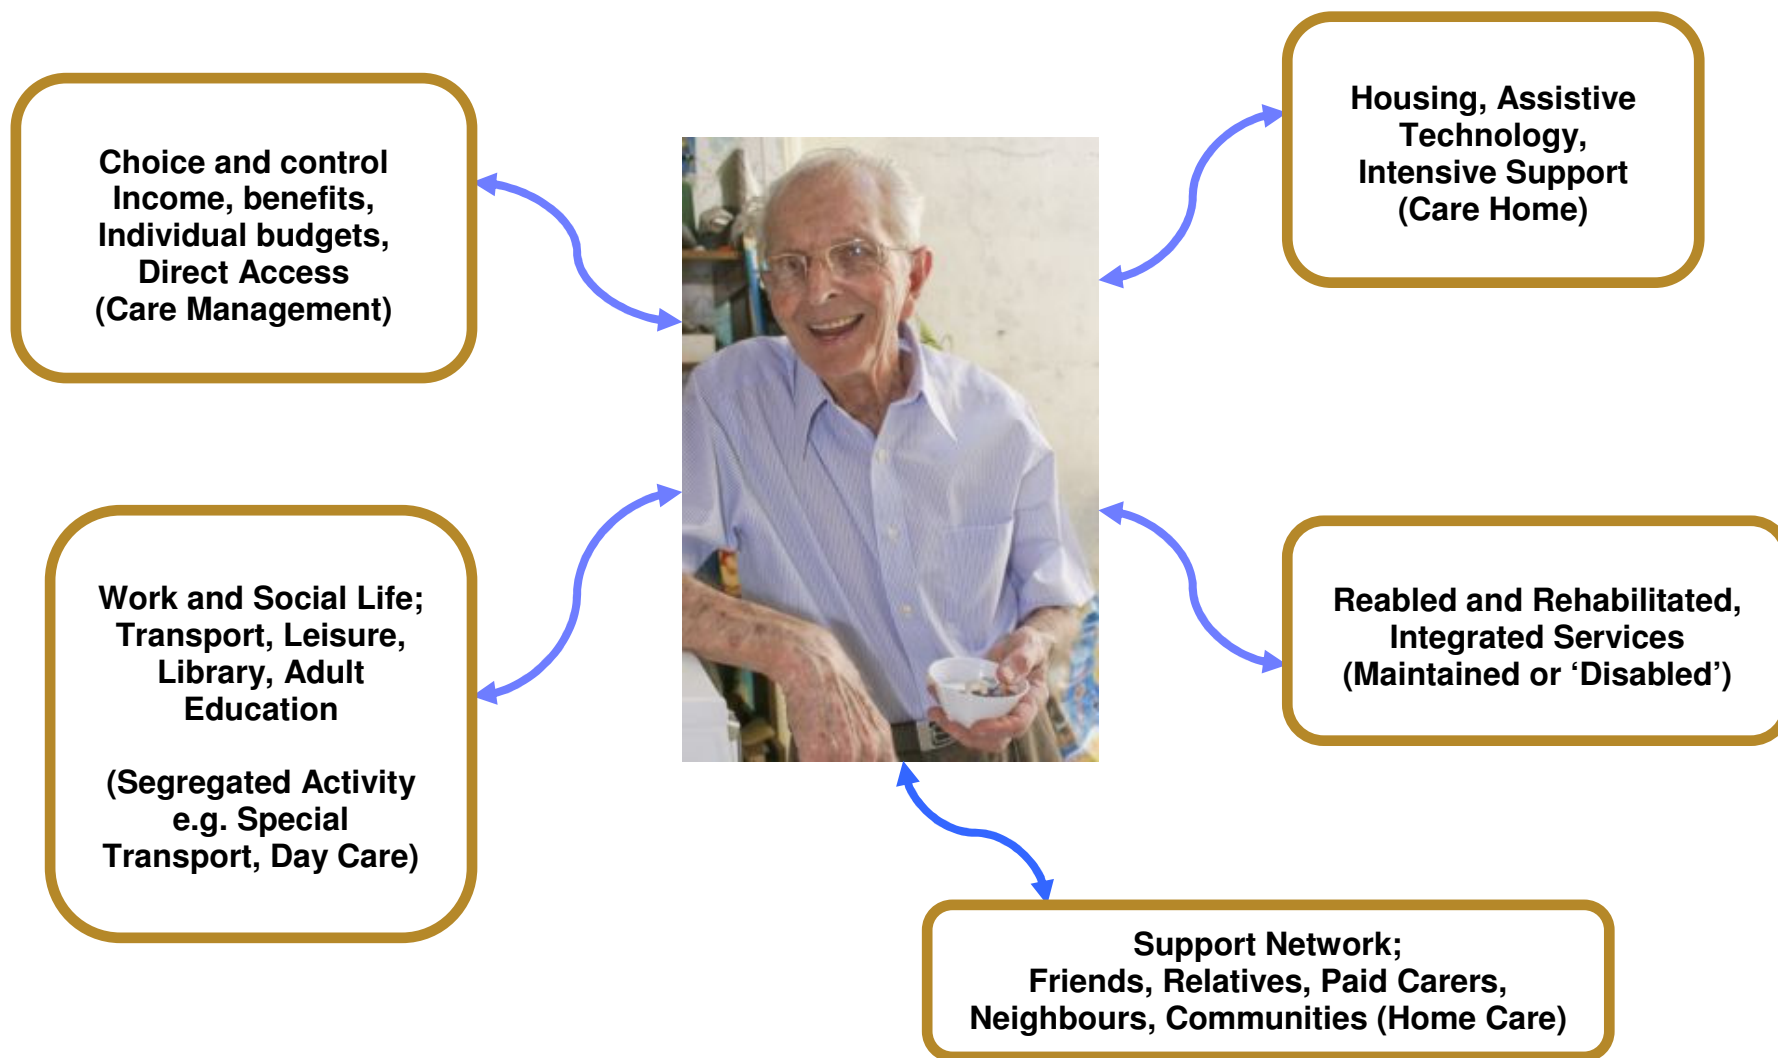 Choice and control
Income, benefits,
Individual budgets,
Direct Access
(Care Management)
Housing, Assistive
Technology,
Intensive Support
(Care Home)
Work and Social Life;
Transport, Leisure,
Library, Adult
Education
(Segregated Activity
e.g. Special
Transport, Day Care)
Reabled and Rehabilitated,
Integrated Services
(Maintained or ‘Disabled’)
Support Network;
Friends, Relatives, Paid Carers,
Neighbours, Communities (Home Care)